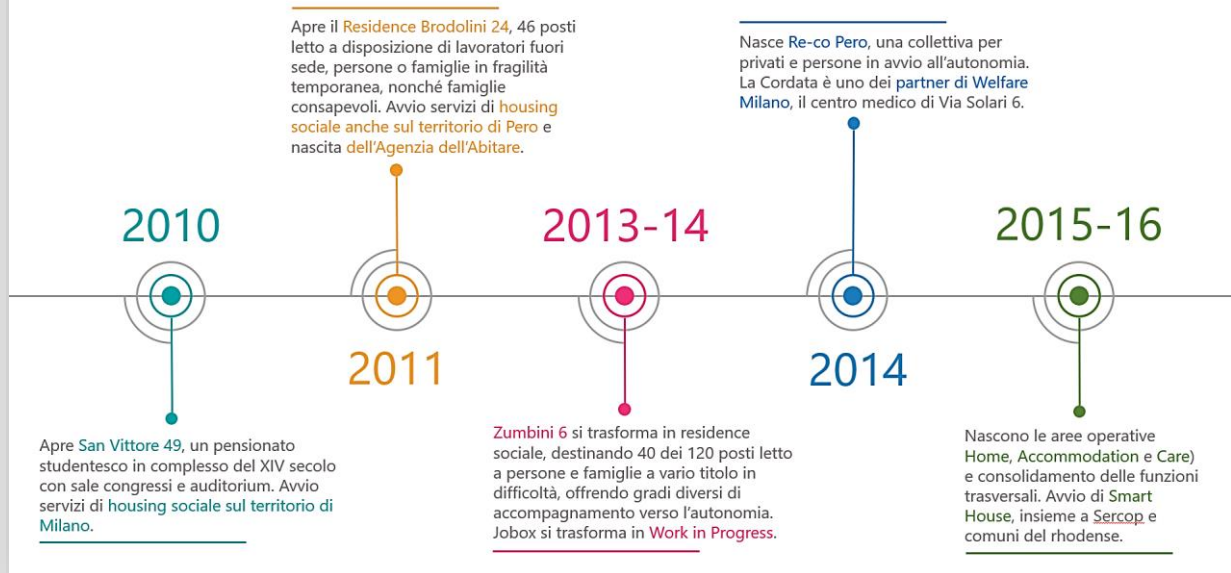 Apre il Residence Brodolini 24, 46 posti
letto a disposizione di lavoratori fuori
sede, persone o famiglie in fragilità
temporanea, nonché famiglie
consapevoli. Avvio servizi di housing
sociale anche sul territorio di Pero e
nascita dell'Agenzia dell'Abitare.
Nasce Re-co Pero, una collettiva per
privati e persone in avvio all'autonomia.
La Cordata è uno dei partner di Welfare
Milano, il centro medico di Via Solari 6.
2010
2013-14
2015-16
2011
2014
Apre San Vittore 49, un pensionato
studentesco in complesso del XIV secolo
con sale congressi e auditorium. Avvio
servizi di housing sociale sul territorio di
Milano.
Zumbini 6 si trasforma in residence
sociale, destinando 40 dei 120 posti letto
a persone e famiglie a vario titolo in
difficoltà, offrendo gradi diversi di
accompagnamento verso l'autonomia.
Jobox si trasforma in Work in Progress.
Nascono le aree operative
Home, Accommodation e Care)
e consolidamento delle funzioni
trasversali. Avvio di Smart
House, insieme a Sercop e
comuni del rhodense.